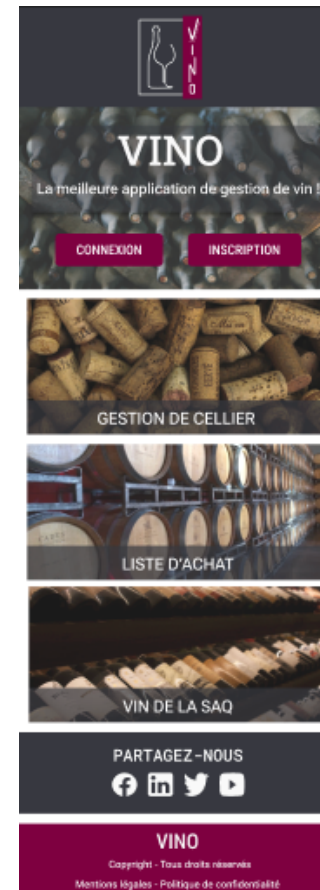 VINO
VINO
La meilleure application de gestion de vin !
CONNEXION
INSCRIPTION
GESTION DE CELLIER
LISTE D'ACHAT
VIN DE LA SAQ
PARTAGEZ-NOUS
VINO
Copyright - Tous droits réservés
Mentions légales - Politique de confidentialité